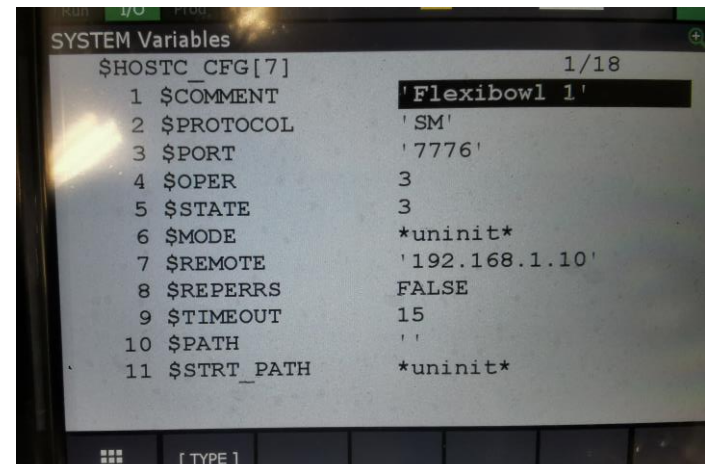 Run I/O Prog
SYSTEM Variables
$HOSTC_CFG[7] 1/18
1 $COMMENT 'Flexibowl 1'
2 $PROTOCOL 'SM'
3 $PORT '7776'
4 $OPER 3
5 $STATE 3
6 $MODE *uninit*
7 $REMOTE '192.168.1.10'
8 $REPERRS FALSE
9 $TIMEOUT 15
10 $PATH ''
11 $STRT_PATH *uninit*
[ TYPE ]